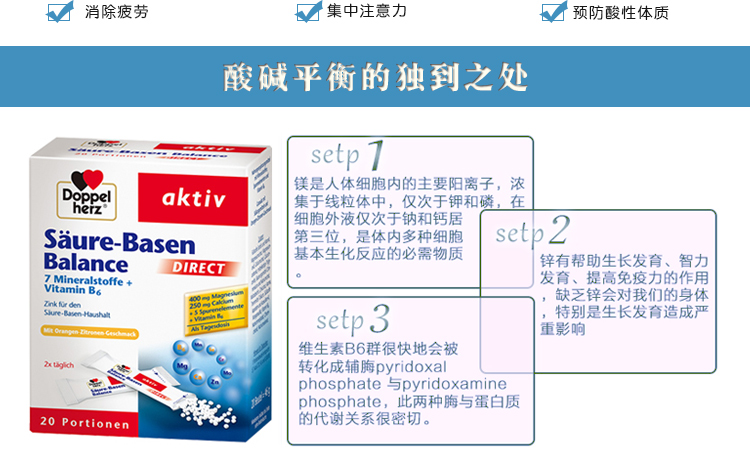 消除疲劳
集中注意力
预防酸性体质
酸碱平衡的独到之处
20 Portionen
Säure-Basen Balance
aktiv
Doppel
herz®
aktiv
Säure-Basen
Balance
DIRECT
7 Mineralstoffe +
Vitamin B6
Zink für den
Säure-Basen-Haushalt
400 mg Magnesium
250 mg Calcium
+ 5 Spurenelemente
+ Vitamin B6
Als Tagesdosis
Mit Orangen-Zitronen-Geschmack
2x täglich
20 Portionen
setp 1
镁是人体细胞内的主要阳离子，浓
集于线粒体中，仅次于钾和磷，在
细胞外液仅次于钠和钙居
第三位，是体内多种细胞
基本生化反应的必需物质
。
setp 2
锌有帮助生长发育、智力
发育、提高免疫力的作用
，缺乏锌会对我们的身体
，特别是生长发育造成严
重影响
setp 3
维生素B6群很快地会被
转化成辅酶pyridoxal
phosphate 与pyridoxamine
phosphate，此两种酶与蛋白质
的代谢关系很密切。